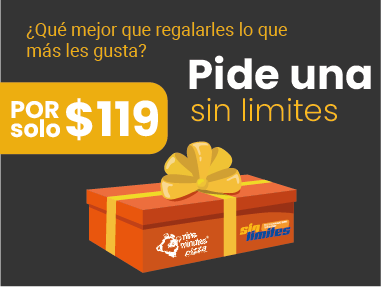 ¿Qué mejor que regalarles lo que
más les gusta?
Pide una
sin limites
POR
solo $119
nine
minutes
pizza
sin
limites